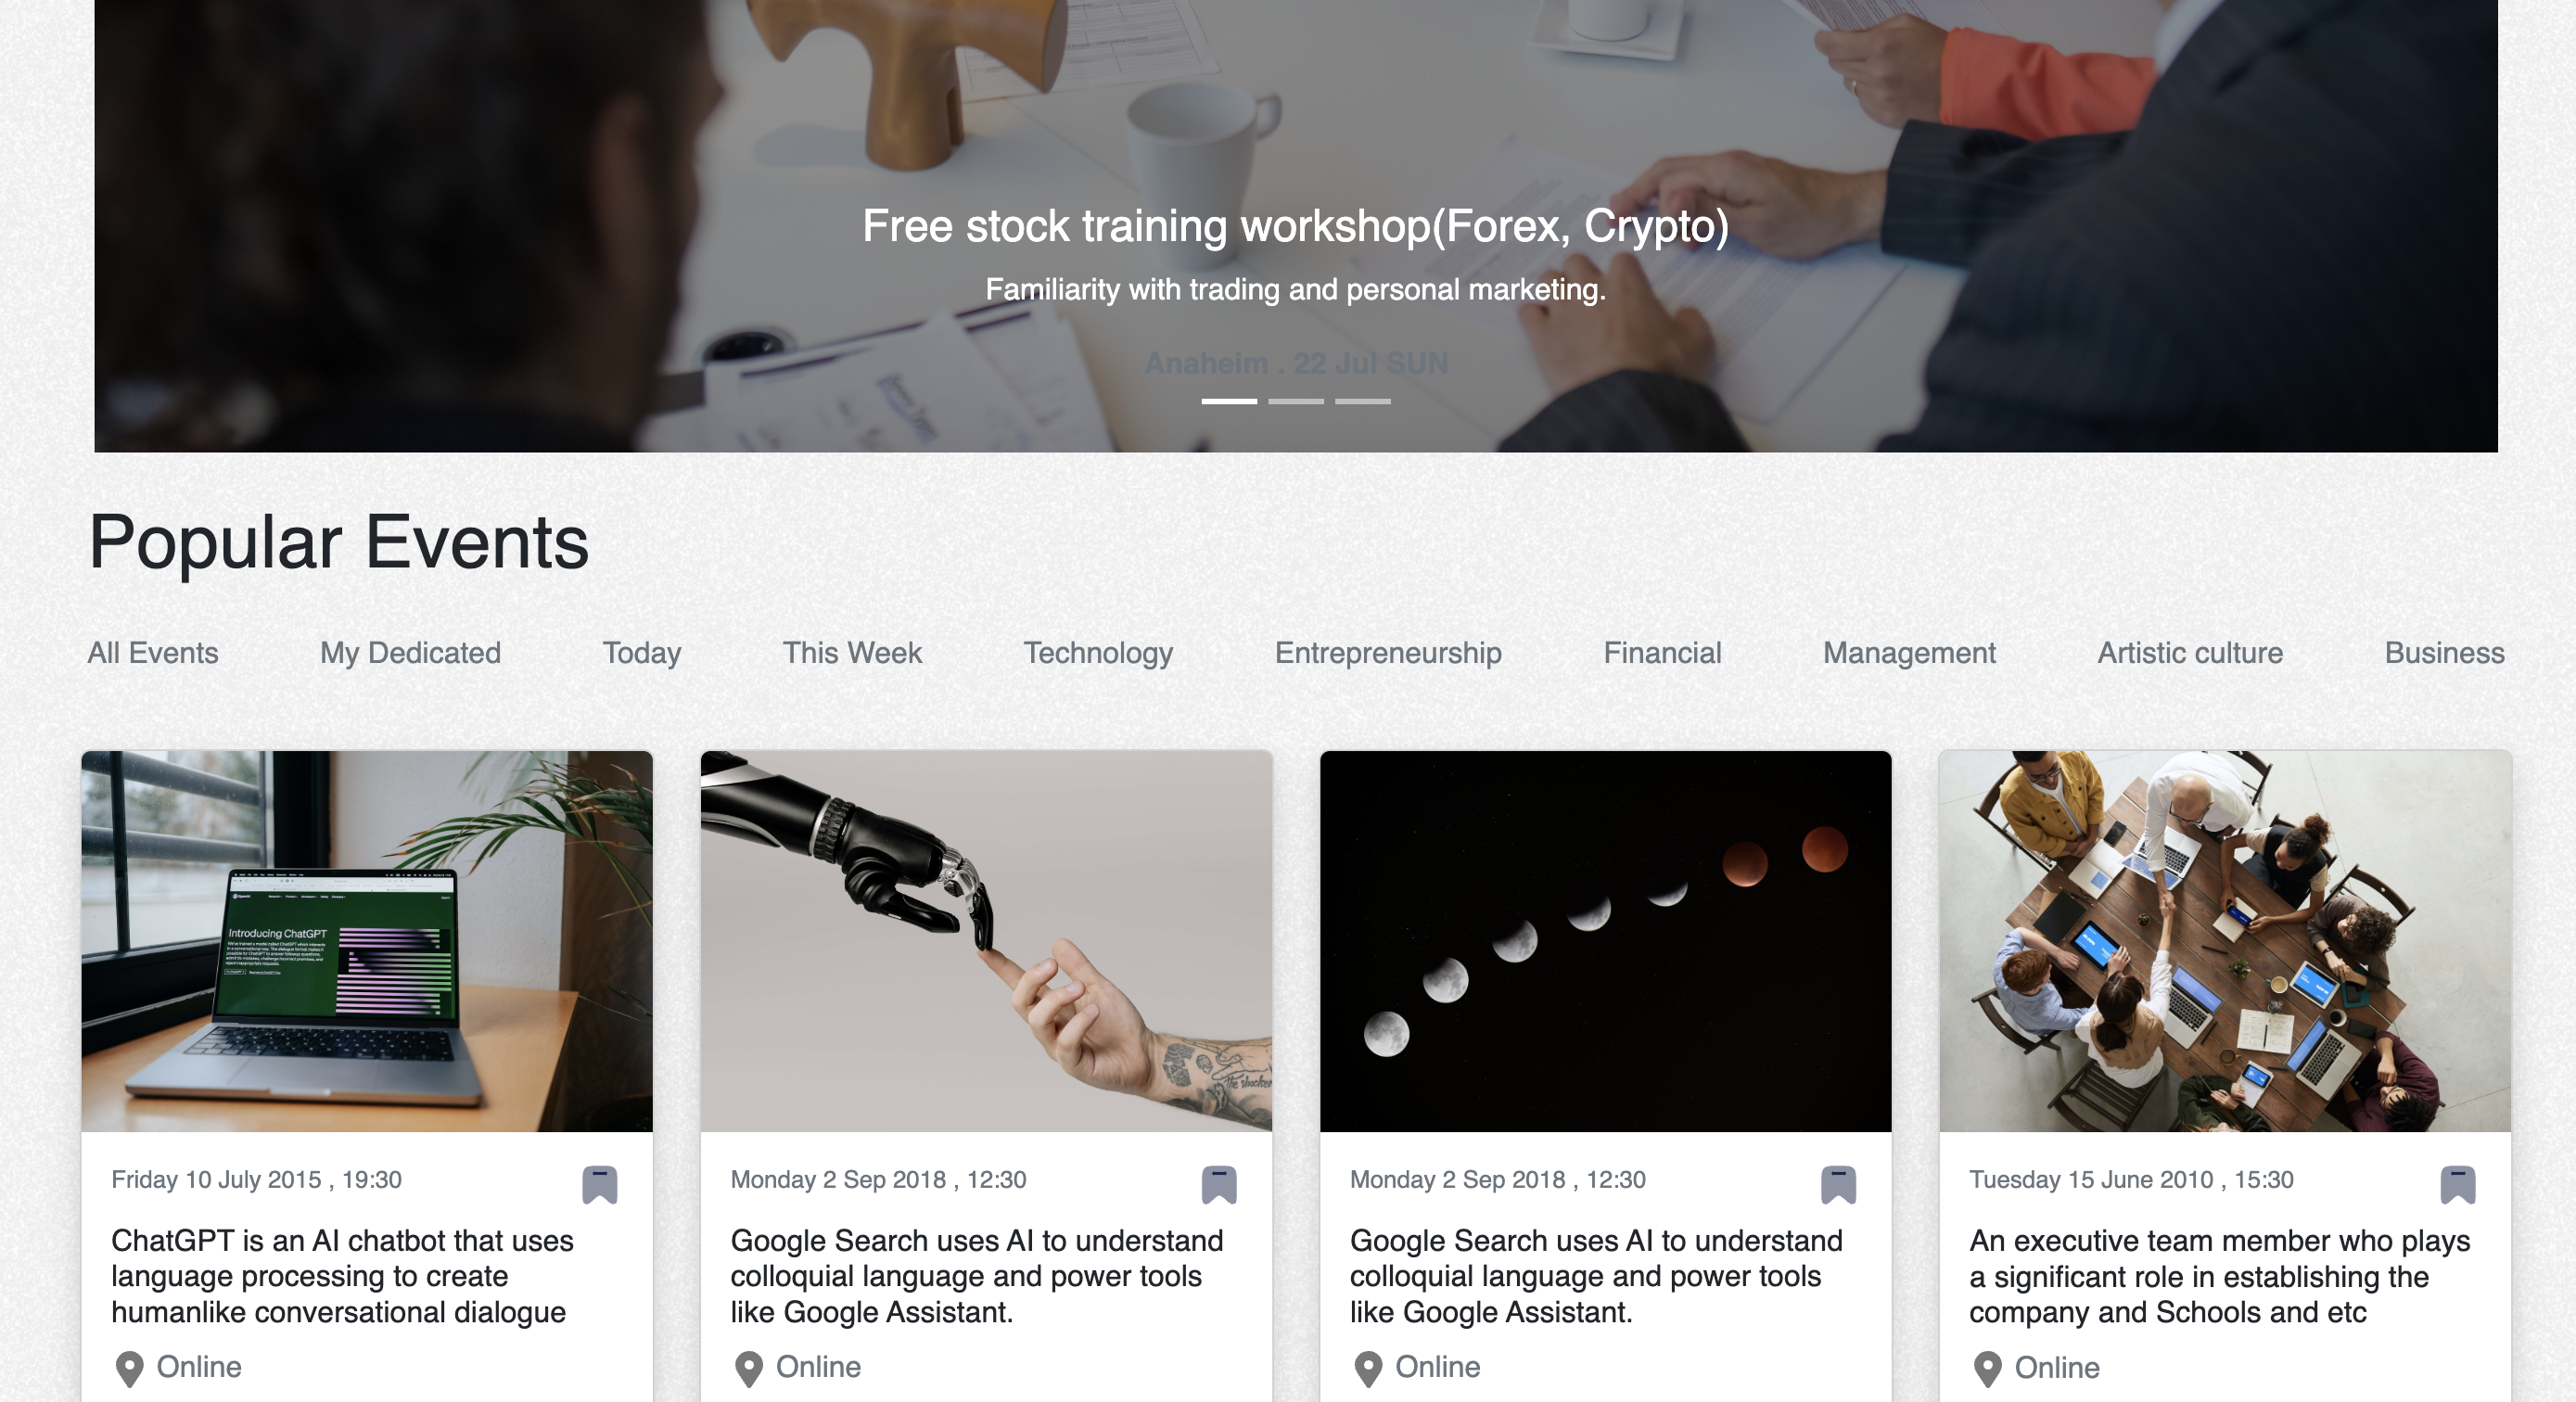 Free stock training workshop(Forex, Crypto)
Familiarity with trading and personal marketing.
Anaheim . 22 Jul SUN
Popular Events
All Events
My Dedicated
Today
This Week
Technology
Entrepreneurship
Financial
Management
Artistic culture
Business
Introducing ChatGPT
Friday 10 July 2015 , 19:30
ChatGPT is an AI chatbot that uses
language processing to create
humanlike conversational dialogue
Online
Monday 2 Sep 2018 , 12:30
Google Search uses AI to understand
colloquial language and power tools
like Google Assistant.
Online
Monday 2 Sep 2018 , 12:30
Google Search uses AI to understand
colloquial language and power tools
like Google Assistant.
Online
Tuesday 15 June 2010 , 15:30
An executive team member who plays
a significant role in establishing the
company and Schools and etc
Online